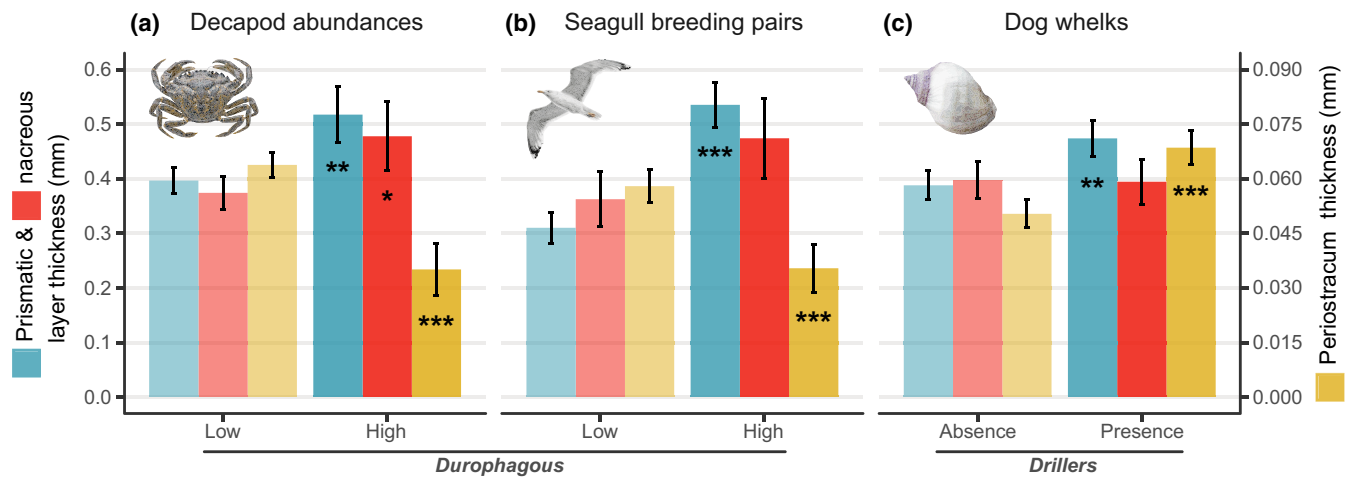 (a) Decapod abundances
(b) Seagull breeding pairs
(c) Dog whelks
Prismatic & nacreous
layer thickness (mm)
0.6
0.5
0.4
0.3
0.2
0.1
0.0
** * ***
*** ***
** ***
0.090
0.075
0.060
0.045
0.030
0.015
0.000
Periostracum thickness (mm)
Low High
Low High
Absence Presence
Durophagous
Drillers